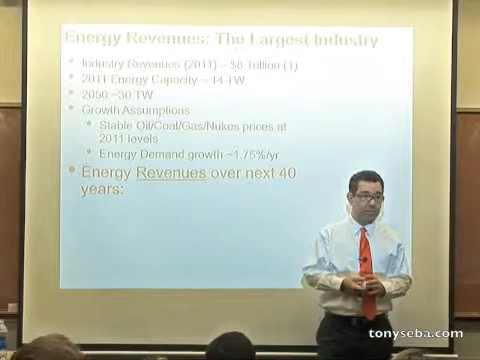 Energy Revenues: The Largest Industry
Industry Revenues (2011) ~ $8 Trillion (1)
2011 Energy Capacity ~ 14 TW
2050 ~30 TW
Growth Assumptions
Stable Oil/Coal/Gas/Nukes prices at
2011 levels
Energy Demand growth ~1.75%/yr
Energy Revenues over next 40
years:
tonyseba.com